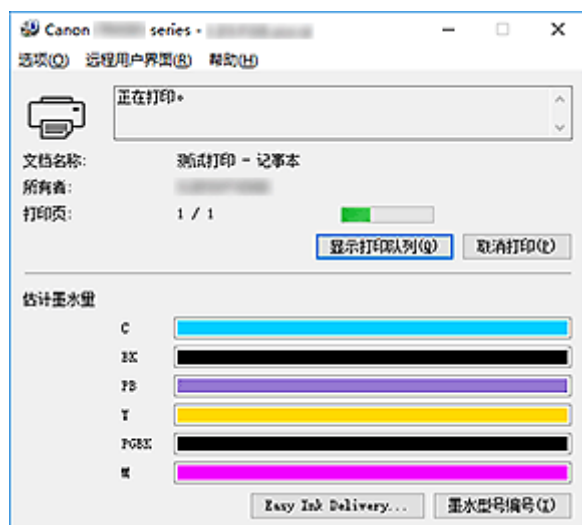 Canon series -
选项(O) 远程用户界面(R) 帮助(H)
正在打印。
文档名称: 测试打印 - 记事本
所有者:
打印页: 1 / 1
显示打印队列(Q) 取消打印(P)
估计墨水量
C
BK
PB
Y
PGBK
M
Easy Ink Delivery... 墨水型号编号(I)